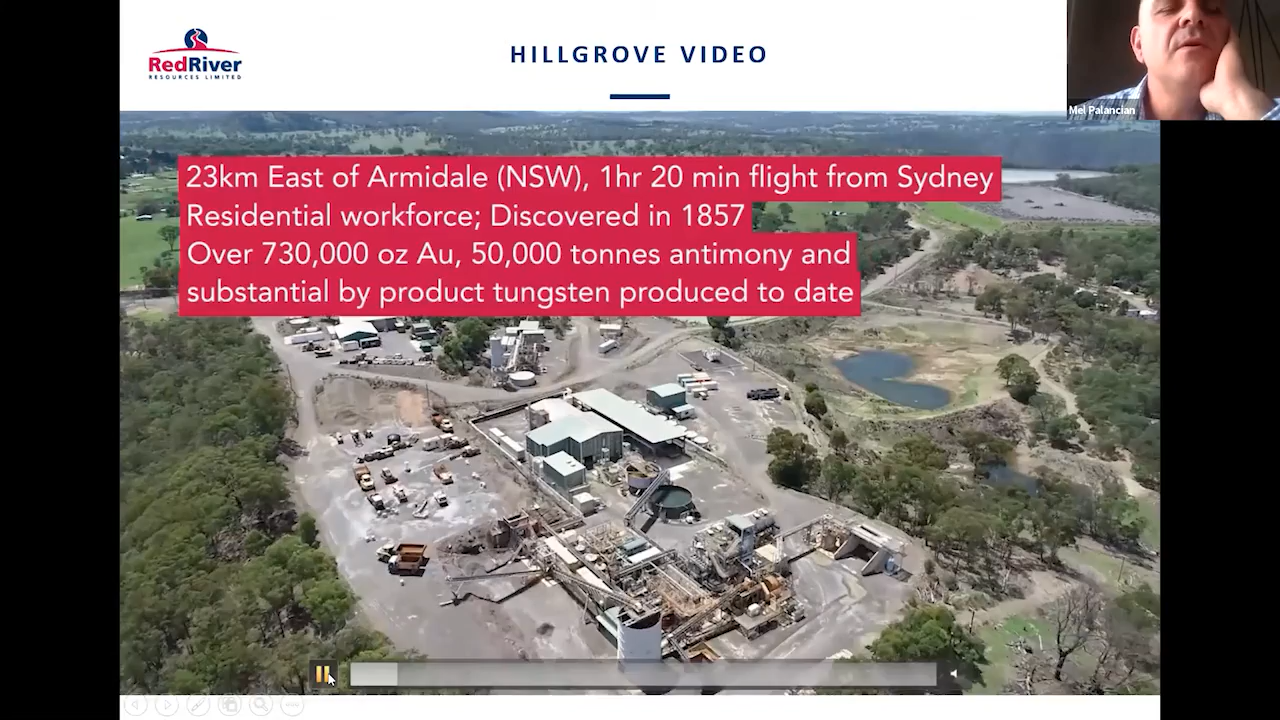 RedRiver
RESOURCES LIMITED
HILLGROVE VIDEO
Mel Palancian
23km East of Armidale (NSW), 1hr 20 min flight from Sydney
Residential workforce; Discovered in 1857
Over 730,000 oz Au, 50,000 tonnes antimony and
substantial by product tungsten produced to date